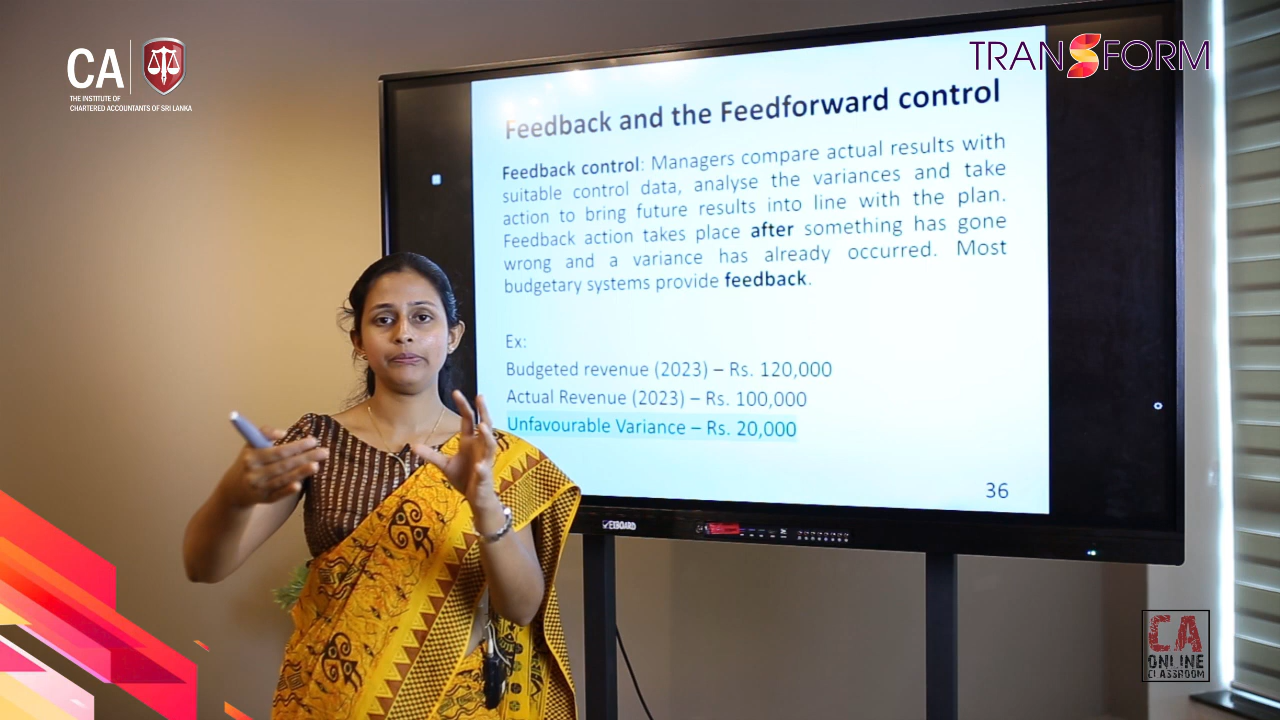 CA
THE INSTITUTE OF
CHARTERED ACCOUNTANTS OF SRI LANKA
TRANSFORM
Feedback and the Feedforward control
Feedback control: Managers compare actual results with
suitable control data, analyse the variances and take
action to bring future results into line with the plan.
Feedback action takes place after something has gone
wrong and a variance has already occurred. Most
budgetary systems provide feedback.
Ex:
Budgeted revenue (2023) – Rs. 120,000
Actual Revenue (2023) – Rs. 100,000
Unfavourable Variance – Rs. 20,000
36
EXBOARD
CA
ONLINE
CLASSROOM